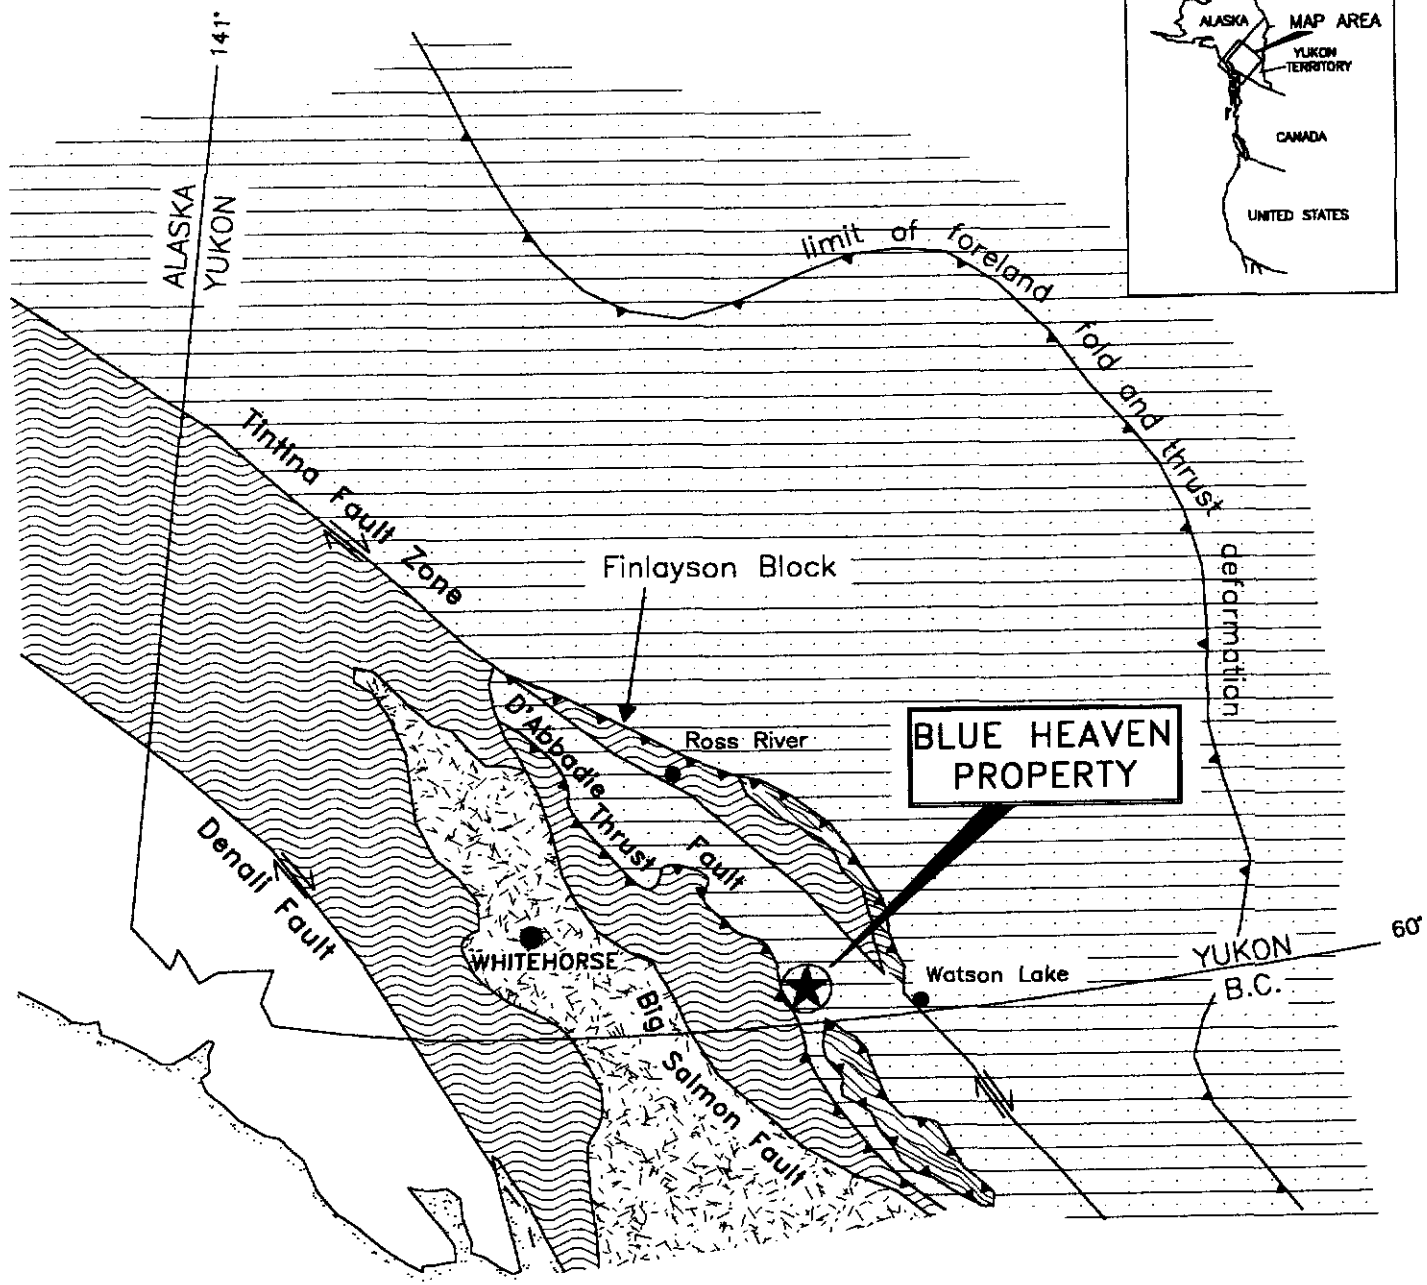 141°
ALASKA
YUKON
ALASKA
MAP AREA
YUKON
TERRITORY
CANADA
UNITED STATES
limit of foreland fold and thrust deformation
Tintina Fault Zone
Finlayson Block
D'Abbadie Thrust Fault
Ross River
BLUE HEAVEN
PROPERTY
Denali Fault
WHITEHORSE
Big Salmon Fault
Watson Lake
60°
YUKON
B.C.